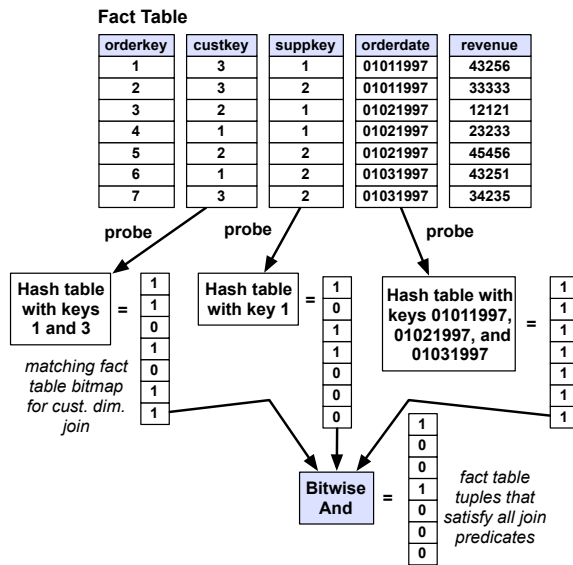 Fact Table
orderkey custkey suppkey orderdate revenue
1 3 1 01011997 43256
2 3 2 01011997 33333
3 2 1 01021997 12121
4 1 1 01021997 23233
5 2 2 01021997 45456
6 1 2 01031997 43251
7 3 2 01031997 34235
probe
probe
probe
Hash table
with keys
1 and 3
=
1
1
0
1
0
1
1
matching fact
table bitmap
for cust. dim.
join
Hash table
with key 1
=
1
0
1
1
0
0
0
Hash table with
keys 01011997,
01021997, and
01031997
=
1
1
1
1
1
1
1
Bitwise
And
=
1
0
0
1
0
0
0
fact table
tuples that
satisfy all join
predicates